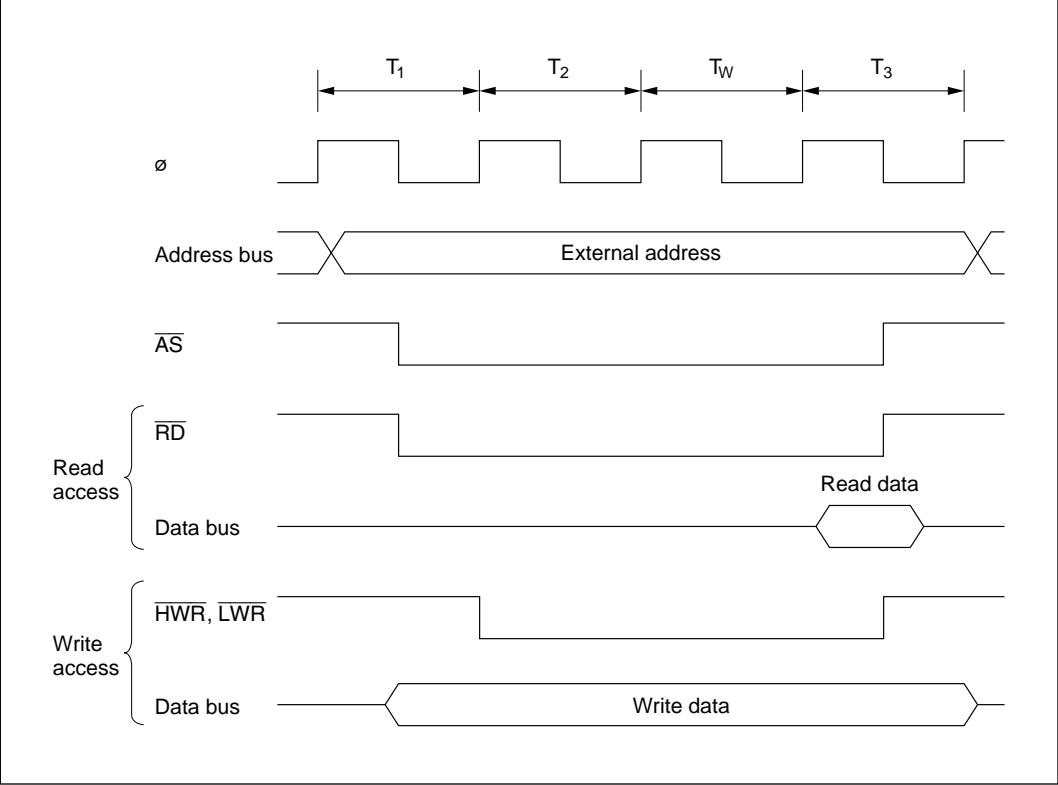 T1 T2 TW T3
ø
Address bus External address
AS
Read access
RD
Read data
Data bus
Write access
HWR, LWR
Data bus Write data